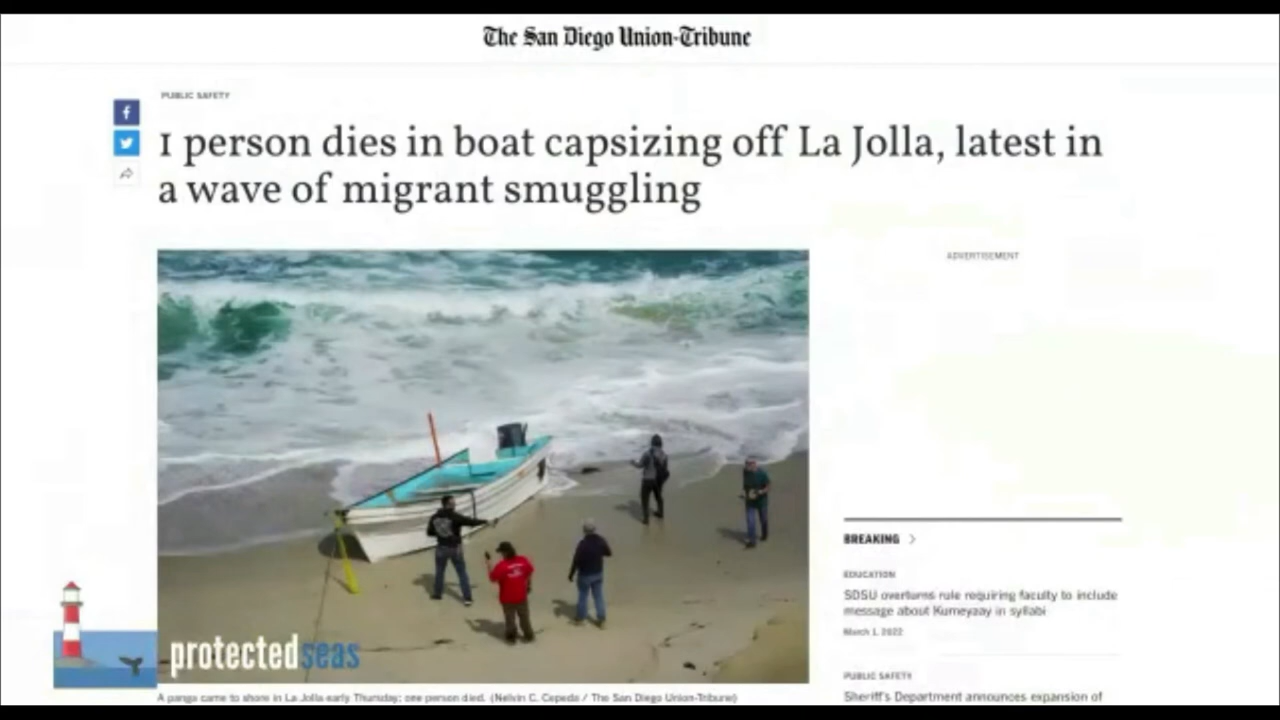 The San Diego Union-Tribune
PUBLIC SAFETY
1 person dies in boat capsizing off La Jolla, latest in
a wave of migrant smuggling
ADVERTISEMENT
BREAKING
EDUCATION
SDSU overturns rule requiring faculty to include
message about Kumeyaay in syllabi
March 1, 2022
PUBLIC SAFETY
Sheriff's Department announces expansion of
protectedseas
A panga came to shore in La Jolla early Thursday; one person died. (Nelvin C. Cepeda / The San Diego Union-Tribune)